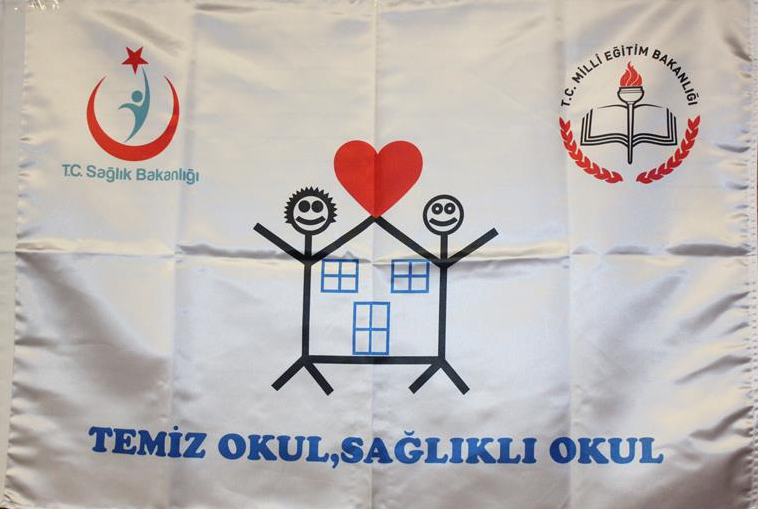 T.C. Sağlık Bakanlığı
T.C. MİLLİ EĞİTİM BAKANLIĞI
TEMİZ OKUL,SAĞLIKLI OKUL